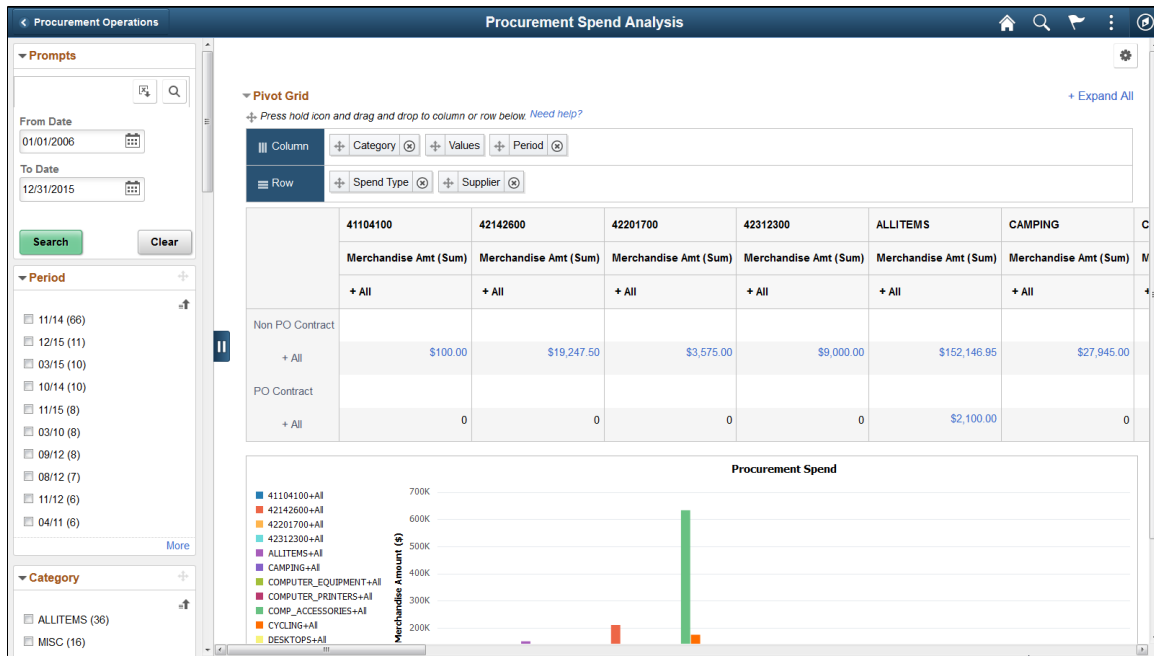 Procurement Operations
Procurement Spend Analysis
Prompts
From Date
01/01/2006
To Date
12/31/2015
Search
Clear
Period
11/14 (66)
12/15 (11)
03/15 (10)
10/14 (10)
11/15 (8)
03/10 (8)
09/12 (8)
08/12 (7)
11/12 (6)
04/11 (6)
More
Category
ALLITEMS (36)
MISC (16)
Pivot Grid
+ Expand All
Press hold icon and drag and drop to column or row below. Need help?
Column Category Values Period
Row Spend Type Supplier
41104100 42142600 42201700 42312300 ALLITEMS CAMPING C
Merchandise Amt (Sum) Merchandise Amt (Sum) Merchandise Amt (Sum) Merchandise Amt (Sum) Merchandise Amt (Sum) Merchandise Amt (Sum) M
+ All + All + All + All + All + All +
Non PO Contract
+ All $100.00 $19,247.50 $3,575.00 $9,000.00 $152,146.95 $27,945.00
PO Contract
+ All 0 0 0 0 $2,100.00 0
Procurement Spend
41104100+All
42142600+All
42201700+All
42312300+All
ALLITEMS+All
CAMPING+All
COMPUTER_EQUIPMENT+All
COMPUTER_PRINTERS+All
COMP_ACCESSORIES+All
CYCLING+All
DESKTOPS+All
Merchandise Amount ($)
700K
600K
500K
400K
300K
200K